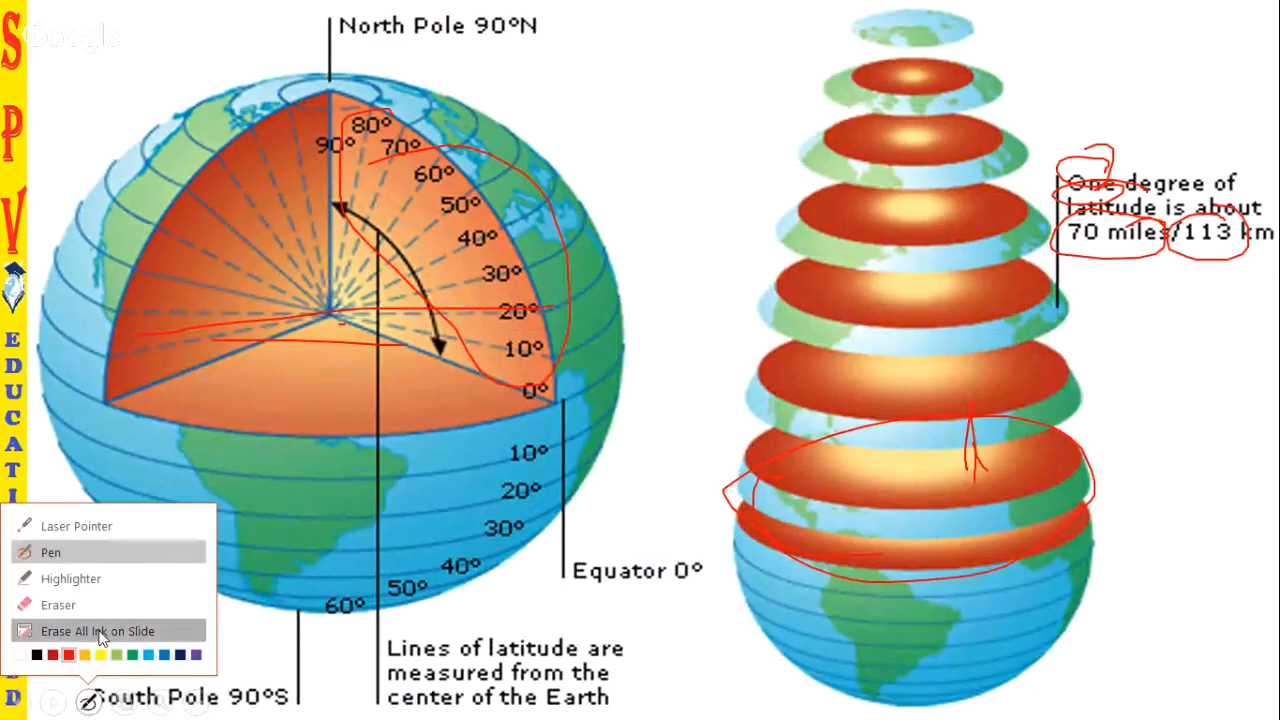 S
P
V
E
D
U
C
A
T
I
D
Google
North Pole 90°N
80°
90°
70°
60°
50°
40°
30°
20°
10°
0°
10°
20°
30°
40°
50°
60°
Equator 0°
Lines of latitude are
measured from the
center of the Earth
South Pole 90°S
One degree of
latitude is about
70 miles/113 km
Laser Pointer
Pen
Highlighter
Eraser
Erase All Ink on Slide